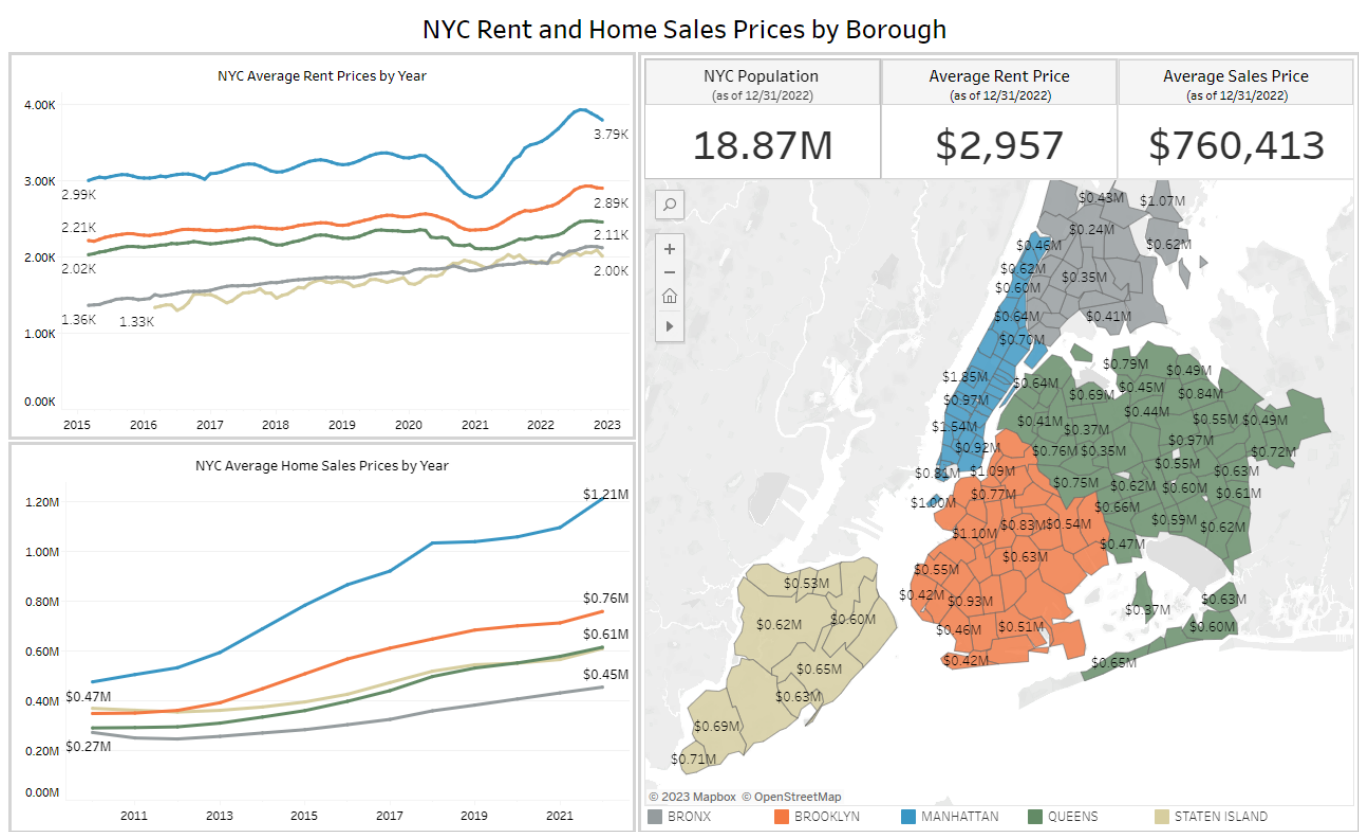 NYC Rent and Home Sales Prices by Borough
NYC Average Rent Prices by Year
4.00K
3.00K
2.00K
1.00K
0.00K
3.79K
2.99K
2.89K
2.21K
2.11K
2.02K
2.00K
1.36K
1.33K
2015 2016 2017 2018 2019 2020 2021 2022 2023
NYC Average Home Sales Prices by Year
1.20M
1.00M
0.80M
0.60M
0.40M
0.20M
0.00M
$1.21M
$0.76M
$0.61M
$0.45M
$0.47M
$0.27M
2011 2013 2015 2017 2019 2021
NYC Population
(as of 12/31/2022)
18.87M
Average Rent Price
(as of 12/31/2022)
$2,957
Average Sales Price
(as of 12/31/2022)
$760,413
$0.43M
$1.07M
$0.24M
$0.46M
$0.62M
$0.62M
$0.35M
$0.60M
$0.64M
$0.41M
$0.70M
$0.79M
$0.49M
$1.85M
$0.64M
$0.45M
$0.69M
$0.84M
$0.97M
$0.44M
$0.41M
$0.55M
$0.49M
$1.54M
$0.37M
$0.97M
$0.92M
$0.76M
$0.35M
$0.72M
$0.55M
$0.81M
$1.09M
$0.63M
$0.75M
$0.62M
$0.60M
$0.61M
$0.77M
$1.00M
$0.66M
$0.83M
$0.54M
$0.59M
$0.62M
$1.10M
$0.47M
$0.63M
$0.55M
$0.53M
$0.42M
$0.93M
$0.37M
$0.63M
$0.62M
$0.60M
$0.46M
$0.51M
$0.60M
$0.42M
$0.65M
$0.65M
$0.63M
$0.69M
$0.71M
© 2023 Mapbox © OpenStreetMap
BRONX BROOKLYN MANHATTAN QUEENS STATEN ISLAND